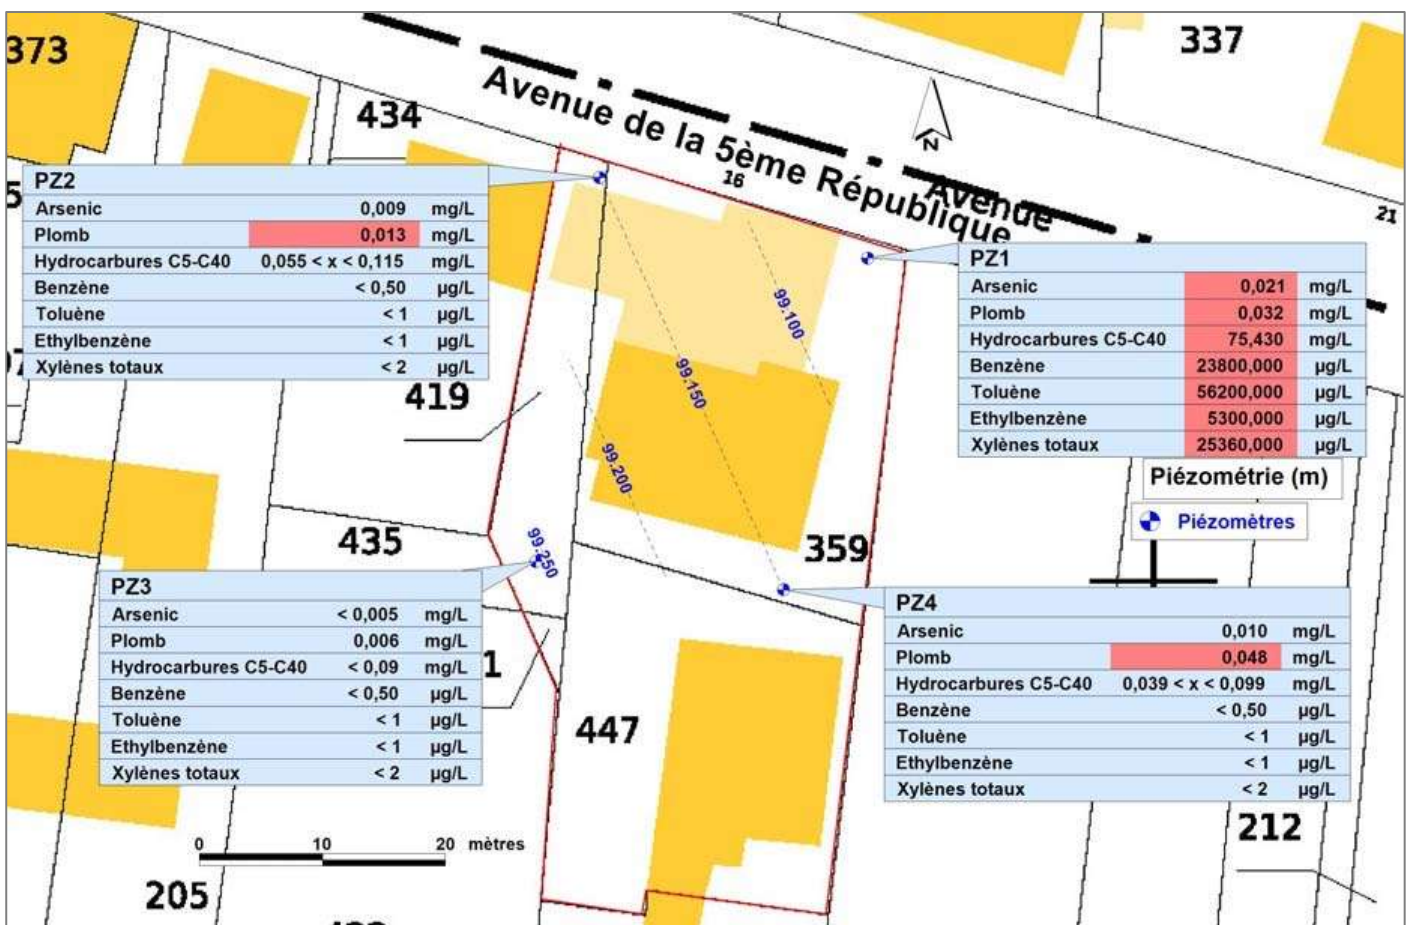 373
434
337
Avenue de la 5ème République
16
Avenue
N
21
PZ2
Arsenic 0,009 mg/L
Plomb 0,013 mg/L
Hydrocarbures C5-C40 0,055 < x < 0,115 mg/L
Benzène < 0,50 µg/L
Toluène < 1 µg/L
Ethylbenzène < 1 µg/L
Xylènes totaux < 2 µg/L
PZ1
Arsenic 0,021 mg/L
Plomb 0,032 mg/L
Hydrocarbures C5-C40 75,430 mg/L
Benzène 23800,000 µg/L
Toluène 56200,000 µg/L
Ethylbenzène 5300,000 µg/L
Xylènes totaux 25360,000 µg/L
99.100
99.150
99.200
99.250
419
Piézométrie (m)
Piézomètres
435
359
PZ3
Arsenic < 0,005 mg/L
Plomb 0,006 mg/L
Hydrocarbures C5-C40 < 0,09 mg/L
Benzène < 0,50 µg/L
Toluène < 1 µg/L
Ethylbenzène < 1 µg/L
Xylènes totaux < 2 µg/L
1
PZ4
Arsenic 0,010 mg/L
Plomb 0,048 mg/L
Hydrocarbures C5-C40 0,039 < x < 0,099 mg/L
Benzène < 0,50 µg/L
Toluène < 1 µg/L
Ethylbenzène < 1 µg/L
Xylènes totaux < 2 µg/L
447
212
0 10 20 mètres
205